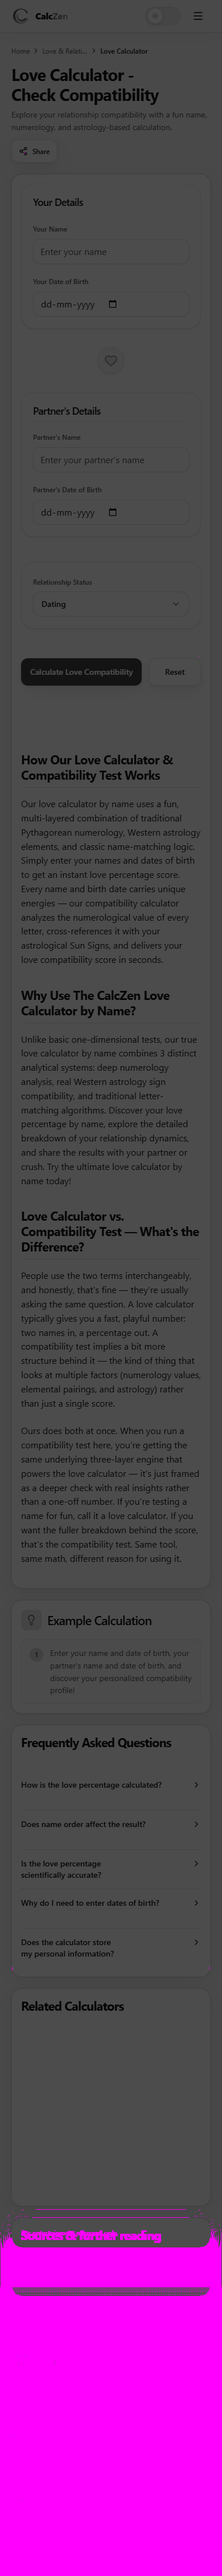 CalcZen
Home > Love & Relati... > Love Calculator
Love Calculator -
Check Compatibility
Explore your relationship compatibility with a fun name,
numerology, and astrology-based calculation.
Share
Your Details
Your Name
Enter your name
Your Date of Birth
dd-mm-yyyy
Partner's Details
Partner's Name
Enter your partner's name
Partner's Date of Birth
dd-mm-yyyy
Relationship Status
Dating
Calculate Love Compatibility
Reset
How Our Love Calculator &
Compatibility Test Works
Our love calculator by name uses a fun,
multi-layered combination of traditional
Pythagorean numerology, Western astrology
elements, and classic name-matching logic.
Simply enter your names and dates of birth
to get an instant love percentage score.
Every name and birth date carries unique
energies — our compatibility calculator
analyzes the numerological value of every
letter, cross-references it with your
astrological Sun Signs, and delivers your
love compatibility score in seconds.
Why Use The CalcZen Love
Calculator by Name?
Unlike basic one-dimensional tests, our true
love calculator by name combines 3 distinct
analytical systems: deep numerology
analysis, real Western astrology sign
compatibility, and traditional letter-
matching algorithms. Discover your love
percentage by name, explore the detailed
breakdown of your relationship dynamics,
and share the results with your partner or
crush. Try the ultimate love calculator by
name today!
Love Calculator vs.
Compatibility Test — What's the
Difference?
People use the two terms interchangeably,
and honestly, that's fine — they're usually
asking the same question. A love calculator
typically gives you a fast, playful number:
two names in, a percentage out. A
compatibility test implies a bit more
structure behind it — the kind of thing that
looks at multiple factors (numerology values,
elemental pairings, and astrology) rather
than just a single score.
Ours does both at once. When you run a
compatibility test here, you're getting the
same underlying three-layer engine that
powers the love calculator — it's just framed
as a deeper check with real insights rather
than a one-off number. If you're testing a
name for fun, call it a love calculator. If you
want the fuller breakdown behind the score,
that's the compatibility test. Same tool,
same math, different reason for using it.
Example Calculation
1
Enter your name and date of birth, your
partner's name and date of birth, and
discover your personalized compatibility
profile!
Frequently Asked Questions
How is the love percentage calculated?
Does name order affect the result?
Is the love percentage
scientifically accurate?
Why do I need to enter dates of birth?
Does the calculator store
my personal information?
Related Calculators
Sources & further reading